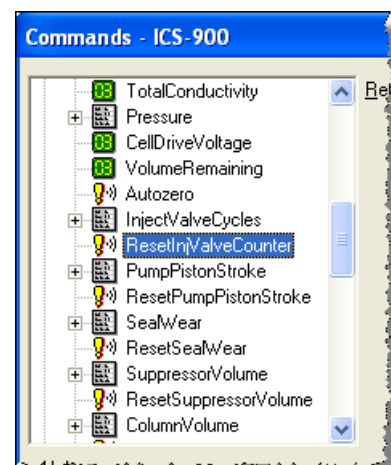 Commands - ICS-900
TotalConductivity
Pressure
CellDriveVoltage
VolumeRemaining
Autozero
InjectValveCycles
ResetInjValveCounter
PumpPistonStroke
ResetPumpPistonStroke
SealWear
ResetSealWear
SuppressorVolume
ResetSuppressorVolume
ColumnVolume